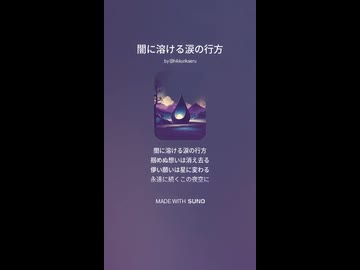 闇に溶ける涙の行方
闇に溶ける涙の行方
掴めぬ想いは消え去る
儚い願いは星に変わる
永遠に続くこの夜空に
MADE WITH SUNO